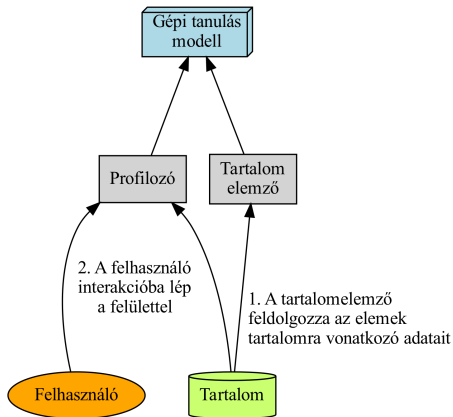 Gépi tanulás
modell
Profilozó
Tartalom
elemző
2. A felhasználó
interakcióba lép
a felülettel
1. A tartalomelemző
feldolgozza az elemek
tartalomra vonatkozó adatait
Felhasználó
Tartalom